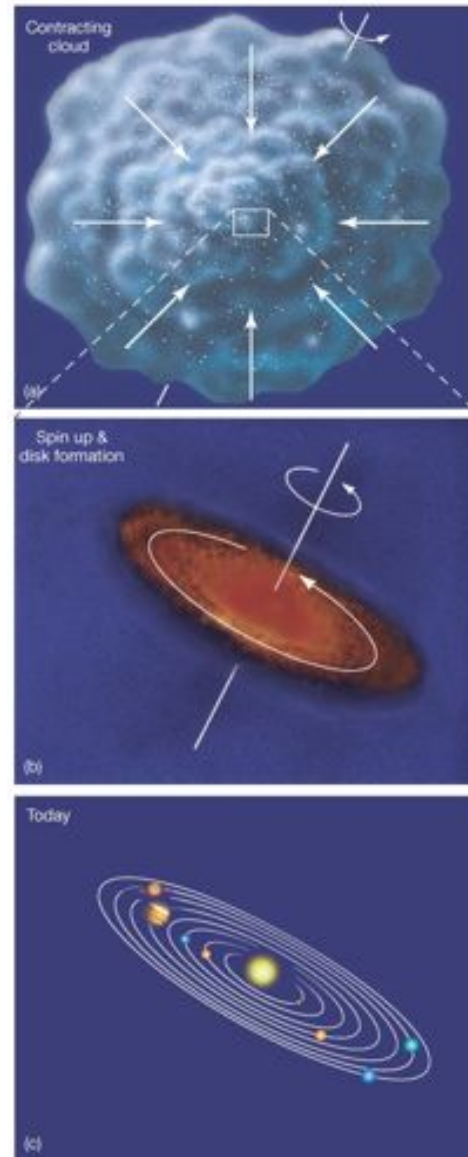 Contracting
cloud
(a)
Spin up &
disk formation
(b)
Today
(c)